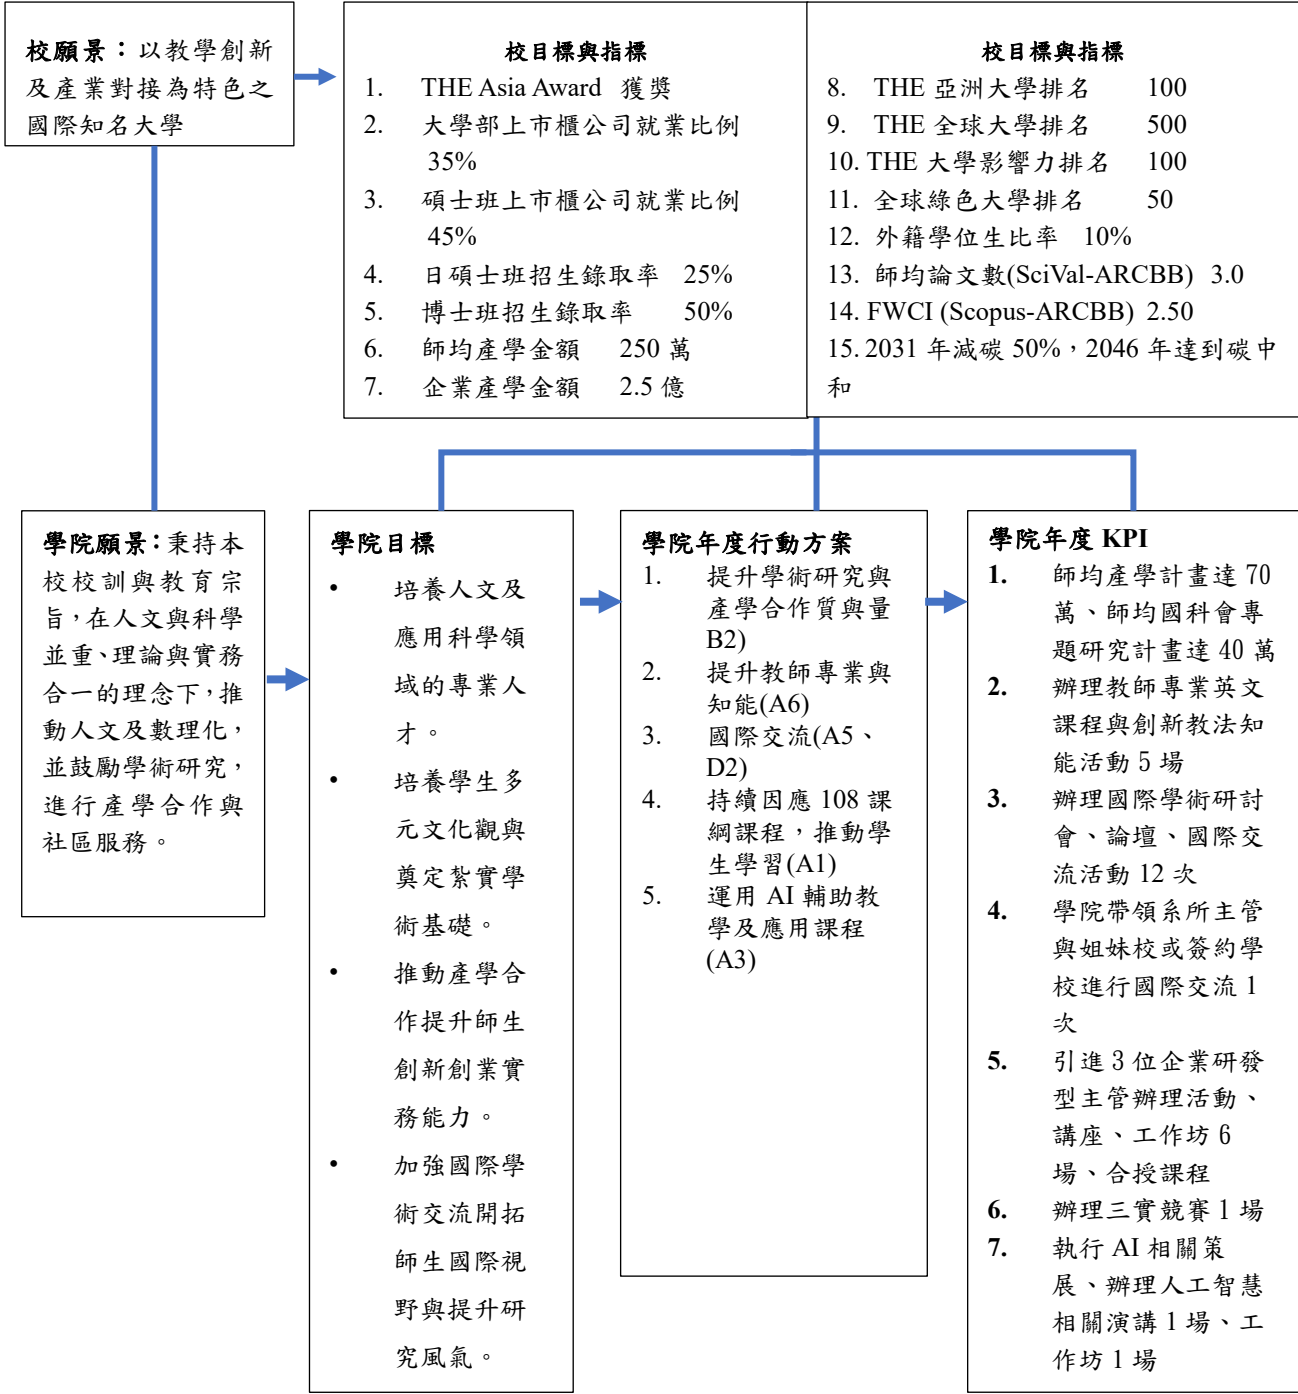 校願景：以教學創新
及產業對接為特色之
國際知名大學
校目標與指標
1. THE Asia Award 獲獎
2. 大學部上市櫃公司就業比例
35%
3. 碩士班上市櫃公司就業比例
45%
4. 日碩士班招生錄取率 25%
5. 博士班招生錄取率 50%
6. 師均產學金額 250 萬
7. 企業產學金額 2.5 億
校目標與指標
8. THE 亞洲大學排名 100
9. THE 全球大學排名 500
10. THE 大學影響力排名 100
11. 全球綠色大學排名 50
12. 外籍學位生比率 10%
13. 師均論文數(SciVal-ARCBB) 3.0
14. FWCI (Scopus-ARCBB) 2.50
15. 2031 年減碳 50%，2046 年達到碳中
和
學院願景：秉持本
校校訓與教育宗
旨，在人文與科學
並重、理論與實務
合一的理念下，推
動人文及數理化，
並鼓勵學術研究，
進行產學合作與
社區服務。
學院目標
• 培養人文及
應用科學領
域的專業人
才。
• 培養學生多
元文化觀與
奠定紮實學
術基礎。
• 推動產學合
作提升師生
創新創業實
務能力。
• 加強國際學
術交流開拓
師生國際視
野與提升研
究風氣。
學院年度行動方案
1. 提升學術研究與
產學合作質與量
B2)
2. 提升教師專業與
知能(A6)
3. 國際交流(A5、
D2)
4. 持續因應 108 課
綱課程，推動學
生學習(A1)
5. 運用 AI 輔助教
學及應用課程
(A3)
學院年度 KPI
1. 師均產學計畫達 70
萬、師均國科會專
題研究計畫達 40 萬
2. 辦理教師專業英文
課程與創新教法知
能活動 5 場
3. 辦理國際學術研討
會、論壇、國際交
流活動 12 次
4. 學院帶領系所主管
與姐妹校或簽約學
校進行國際交流 1
次
5. 引進 3 位企業研發
型主管辦理活動、
講座、工作坊 6
場、合授課程
6. 辦理三實競賽 1 場
7. 執行 AI 相關策
展、辦理人工智慧
相關演講 1 場、工
作坊 1 場